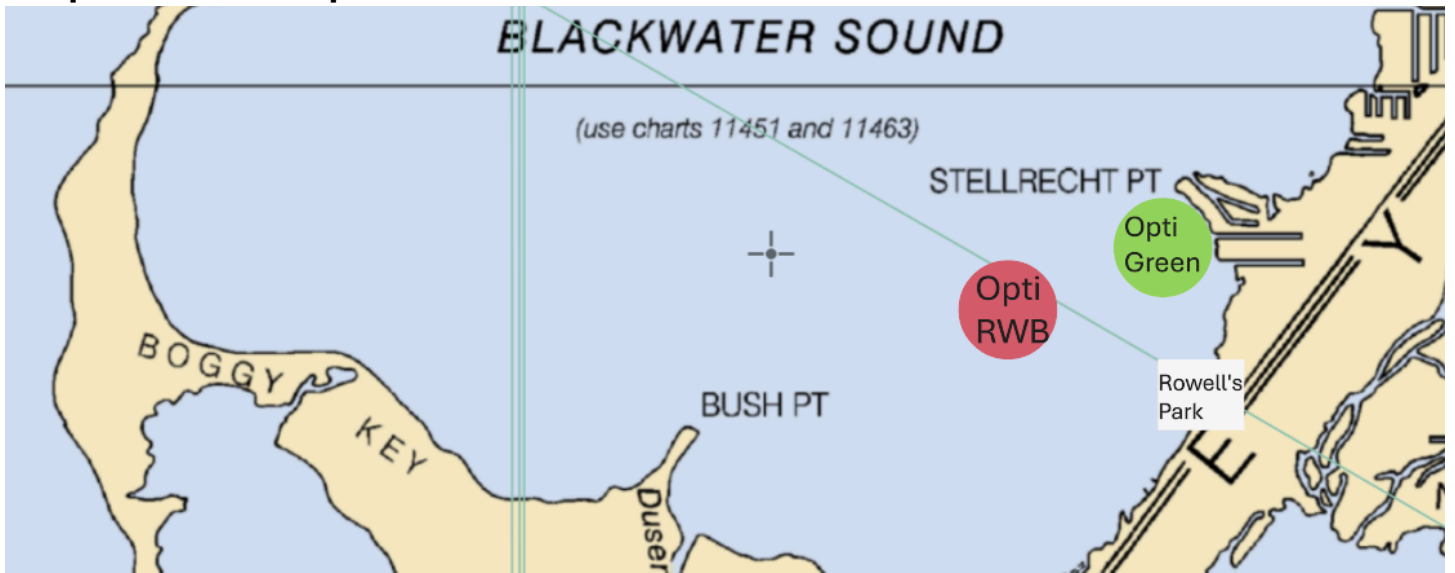 BLACKWATER SOUND
(use charts 11451 and 11463)
STELLRECHT PT
Opti
Green
Opti
RWB
Rowell's
Park
BOGGY
KEY
BUSH PT
Duser
E Y